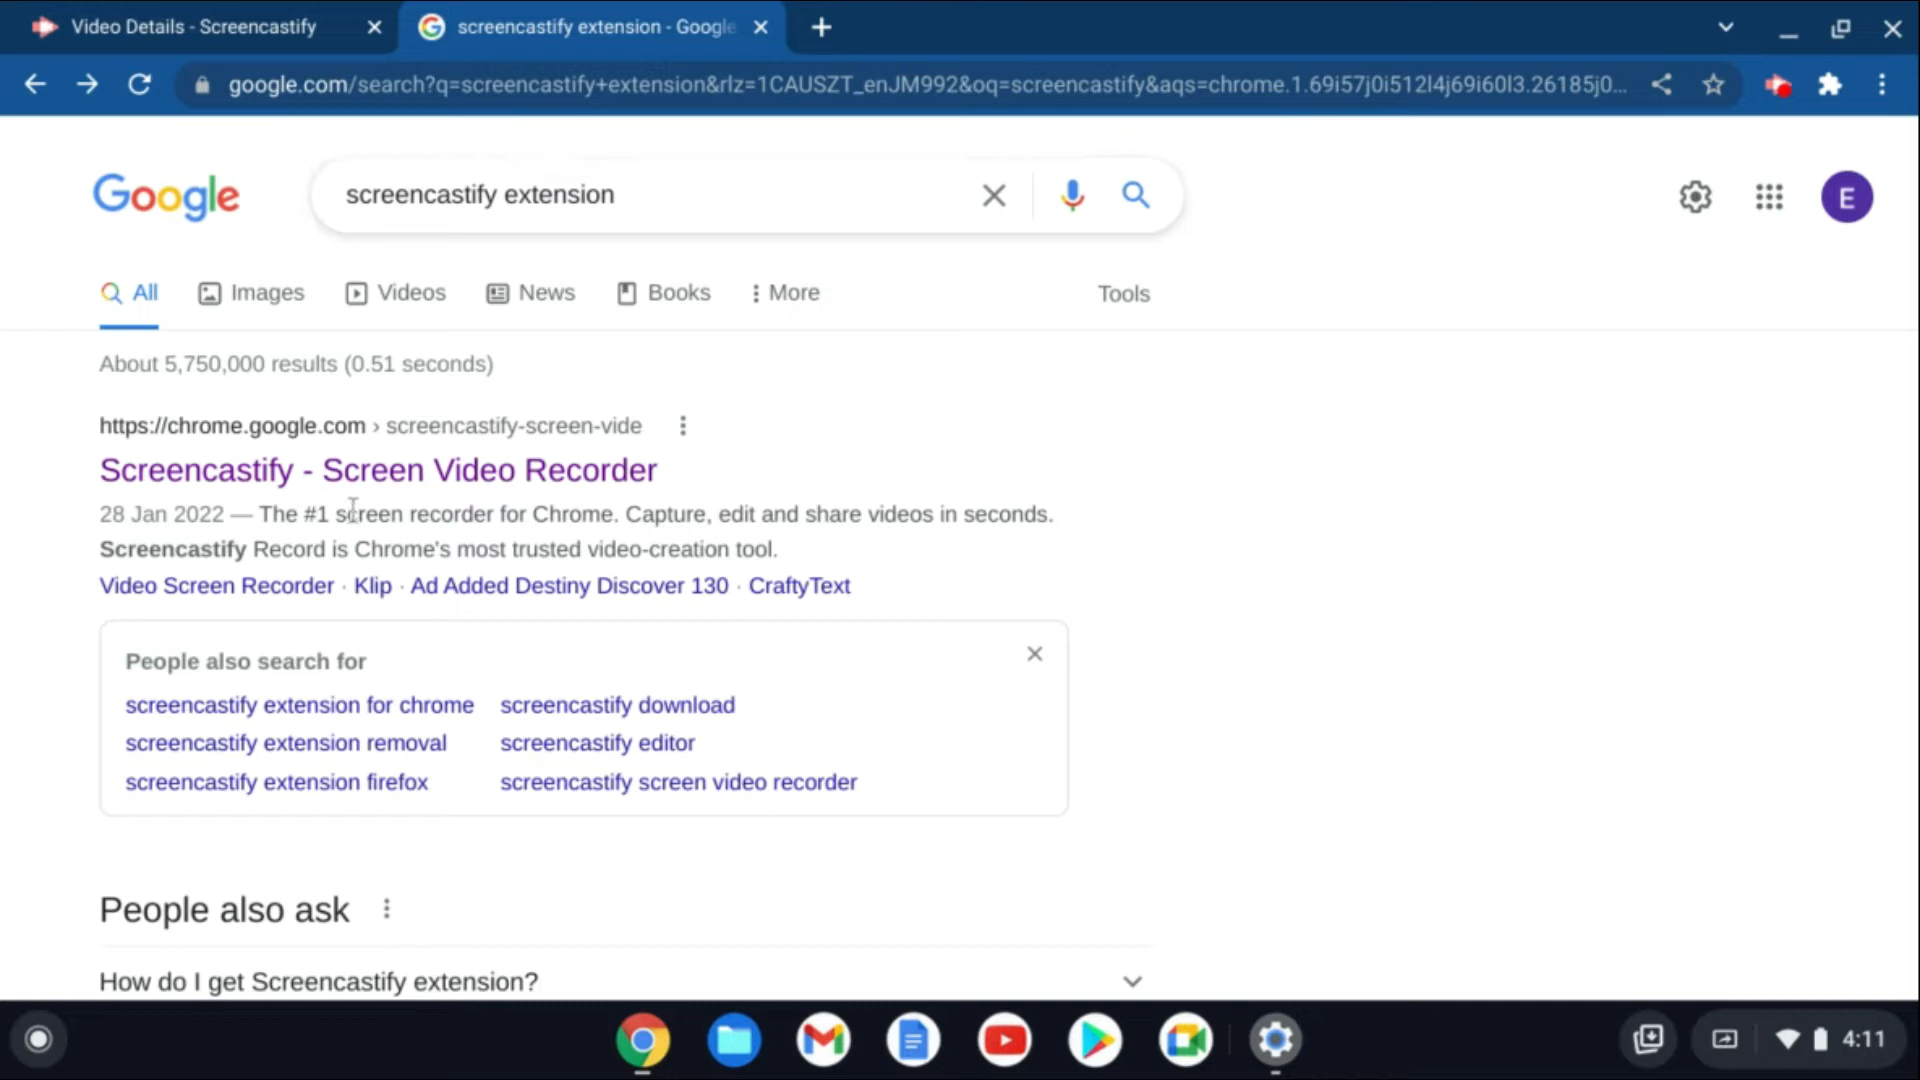 Video Details - Screencastify
screencastify extension - Google
google.com/search?q=screencastify+extension&rlz=1CAUSZT_enJM992&oq=screencastify&aqs=chrome.1.69i57j0i512l4j69i60l3.26185j0...
Google
screencastify extension
E
All
Images
Videos
News
Books
More
Tools
About 5,750,000 results (0.51 seconds)
https://chrome.google.com › screencastify-screen-vide
Screencastify - Screen Video Recorder
28 Jan 2022 — The #1 screen recorder for Chrome. Capture, edit and share videos in seconds.
Screencastify Record is Chrome's most trusted video-creation tool.
Video Screen Recorder · Klip · Ad Added Destiny Discover 130 · CraftyText
People also search for
screencastify extension for chrome
screencastify download
screencastify extension removal
screencastify editor
screencastify extension firefox
screencastify screen video recorder
People also ask
How do I get Screencastify extension?
4:11